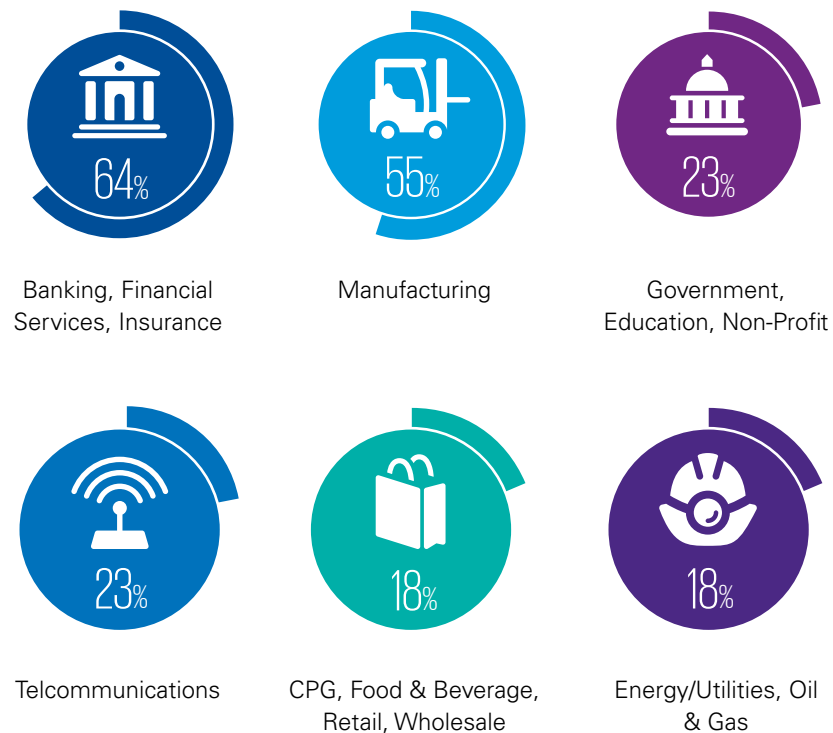 64%
55%
23%
Banking, Financial
Services, Insurance
Manufacturing
Government,
Education, Non-Profit
23%
18%
18%
Telcommunications
CPG, Food & Beverage,
Retail, Wholesale
Energy/Utilities, Oil
& Gas